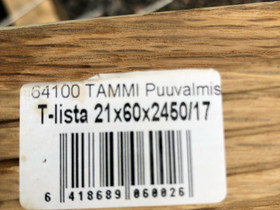 64100 TAMMI Puuvalmis
T-lista 21x60x2450/17
6 418689 060026